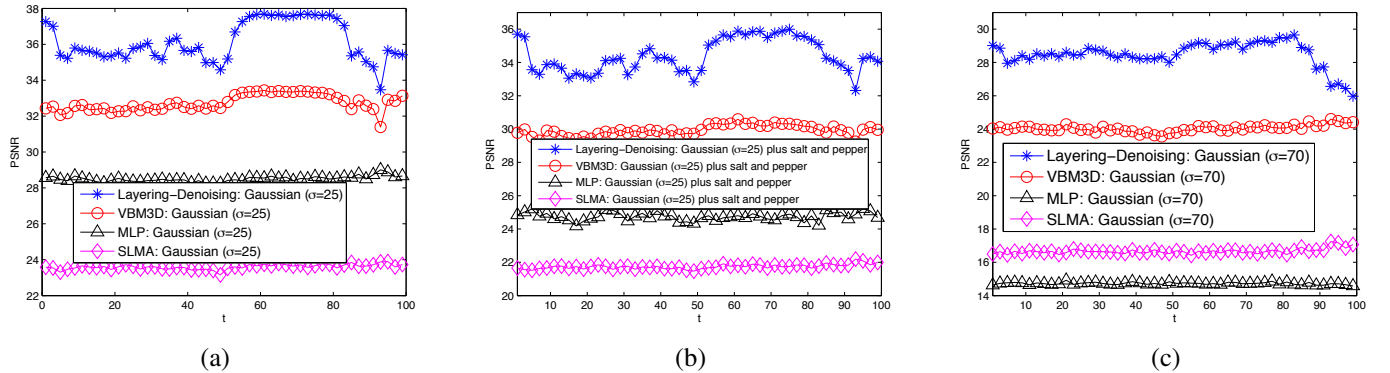 38
36
34
32
30
28
26
24
22
PSNR
0 20 40 60 80 100
t
Layering-Denoising: Gaussian (σ=25)
VBM3D: Gaussian (σ=25)
MLP: Gaussian (σ=25)
SLMA: Gaussian (σ=25)
(a)
36
34
32
30
28
26
24
22
20
PSNR
10 20 30 40 50 60 70 80 90 100
t
Layering-Denoising: Gaussian (σ=25) plus salt and pepper
VBM3D: Gaussian (σ=25) plus salt and pepper
MLP: Gaussian (σ=25) plus salt and pepper
SLMA: Gaussian (σ=25) plus salt and pepper
(b)
30
28
26
24
22
20
18
16
14
PSNR
10 20 30 40 50 60 70 80 90 100
t
Layering-Denoising: Gaussian (σ=70)
VBM3D: Gaussian (σ=70)
MLP: Gaussian (σ=70)
SLMA: Gaussian (σ=70)
(c)